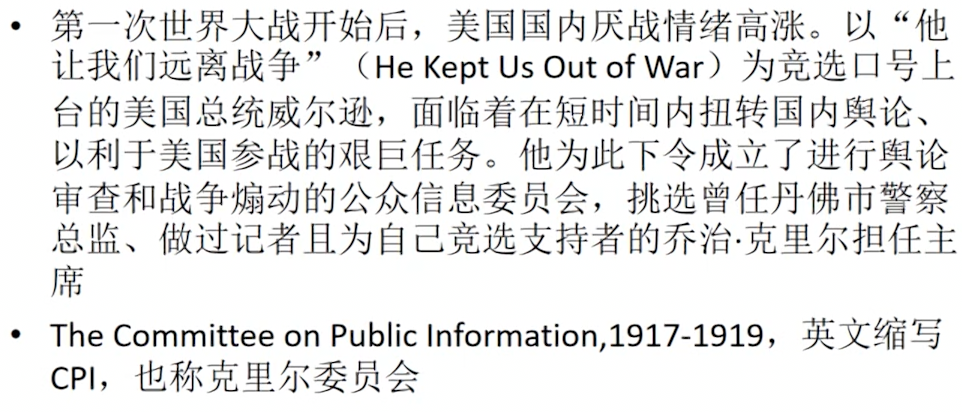 • 第一次世界大战开始后，美国国内厌战情绪高涨。以“他
让我们远离战争”（He Kept Us Out of War）为竞选口号上
台的美国总统威尔逊，面临着在短时间内扭转国内舆论、
以利于美国参战的艰巨任务。他为此下令成立了进行舆论
审查和战争煽动的公众信息委员会，挑选曾任丹佛市警察
总监、做过记者且为自己竞选支持者的乔治·克里尔担任主
席
• The Committee on Public Information,1917-1919，英文缩写
CPI，也称克里尔委员会